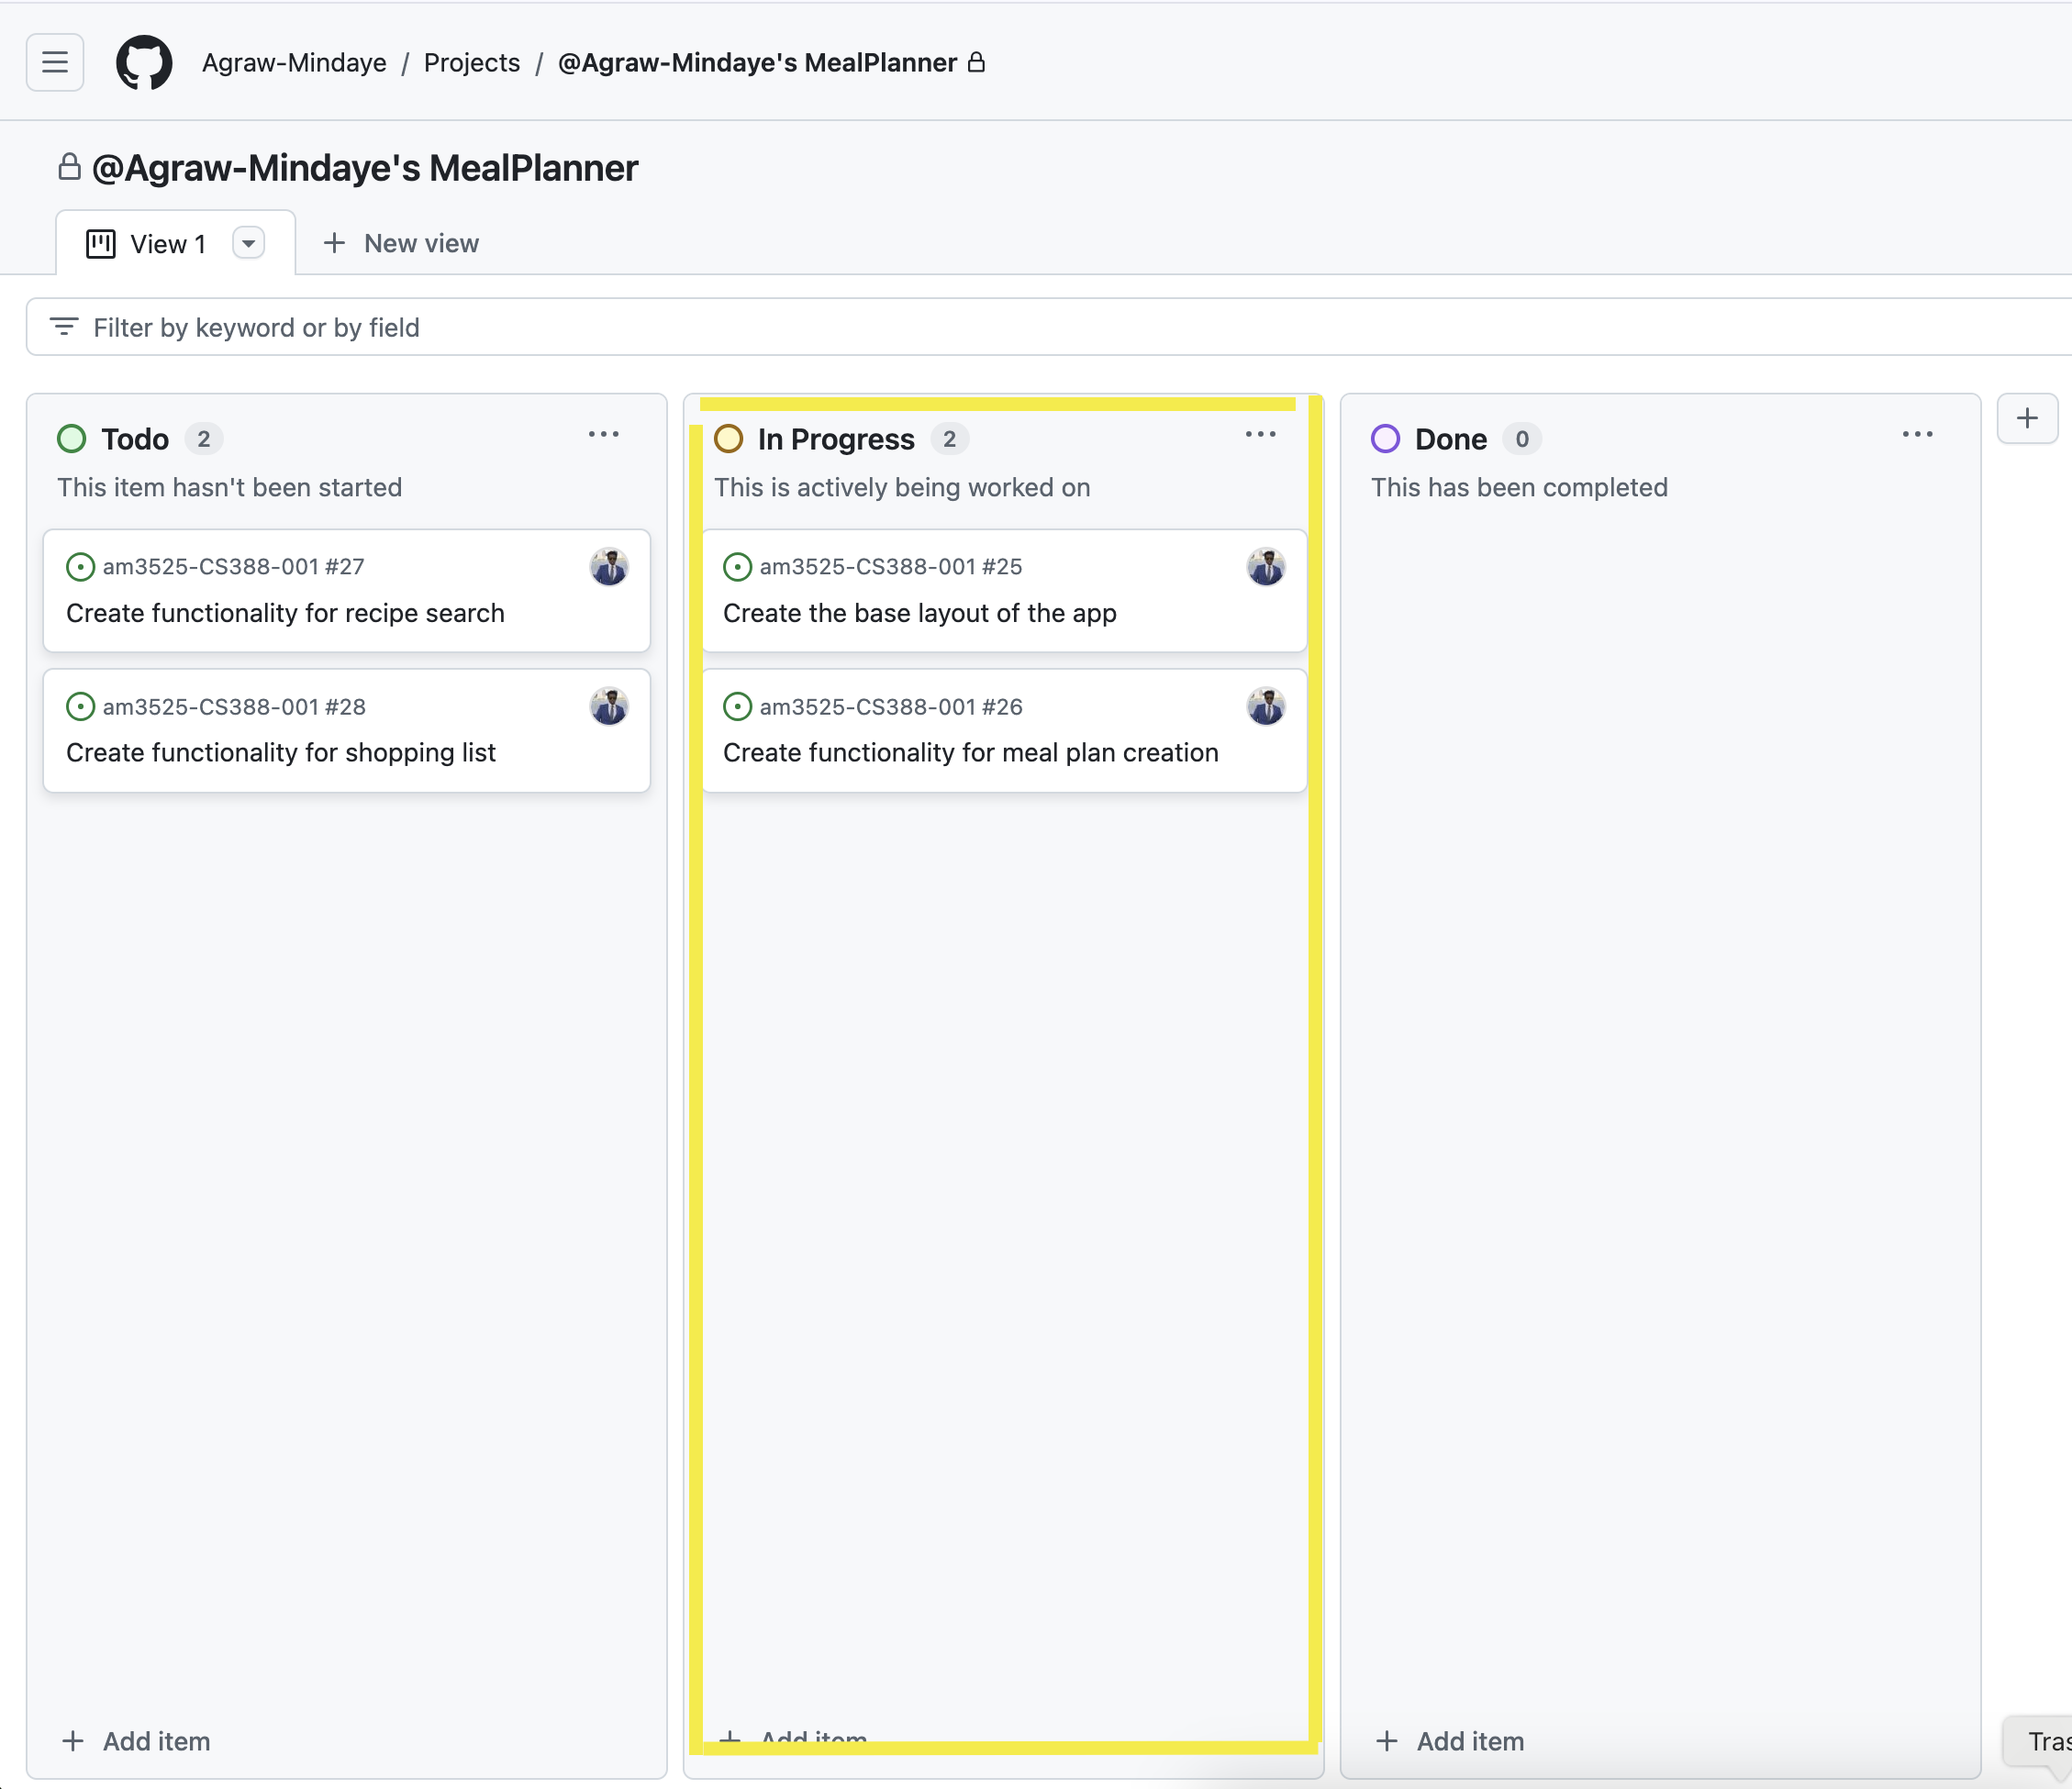 Agraw-Mindaye / Projects / @Agraw-Mindaye's MealPlanner
@Agraw-Mindaye's MealPlanner
View 1
New view
Filter by keyword or by field
Todo 2
This item hasn't been started
am3525-CS388-001 #27
Create functionality for recipe search
am3525-CS388-001 #28
Create functionality for shopping list
+ Add item
In Progress 2
This is actively being worked on
am3525-CS388-001 #25
Create the base layout of the app
am3525-CS388-001 #26
Create functionality for meal plan creation
+ Add item
Done 0
This has been completed
+ Add item
Tras